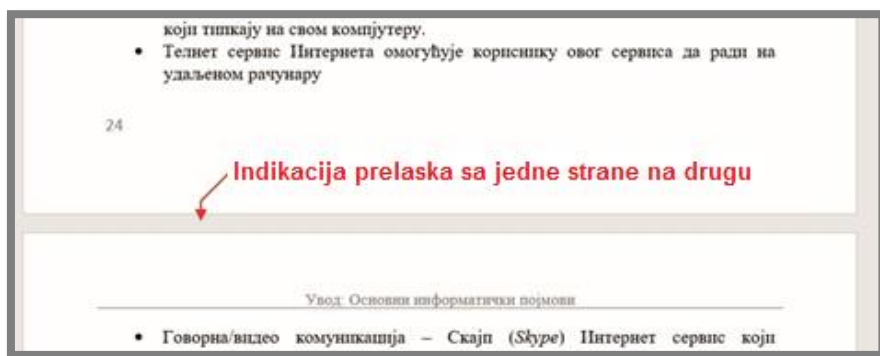 који типкају на свом компјутеру.
• Телнет сервис Интернета омогућује кориснику овог сервиса да ради на
удаљеном рачунару
24
Indikacija prelaska sa jedne strane na drugu
Увод: Основни информатички појмови
• Говорна/видео комуникација – Скајп (Skype) Интернет сервис који